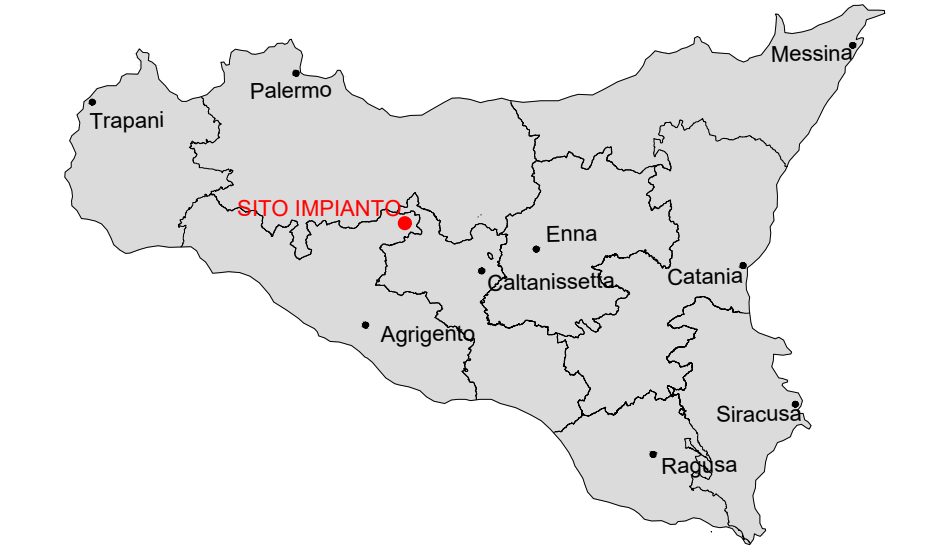 Messina
Palermo
Trapani
SITO IMPIANTO
Enna
Catania
Caltanissetta
Agrigento
Siracusa
Ragusa